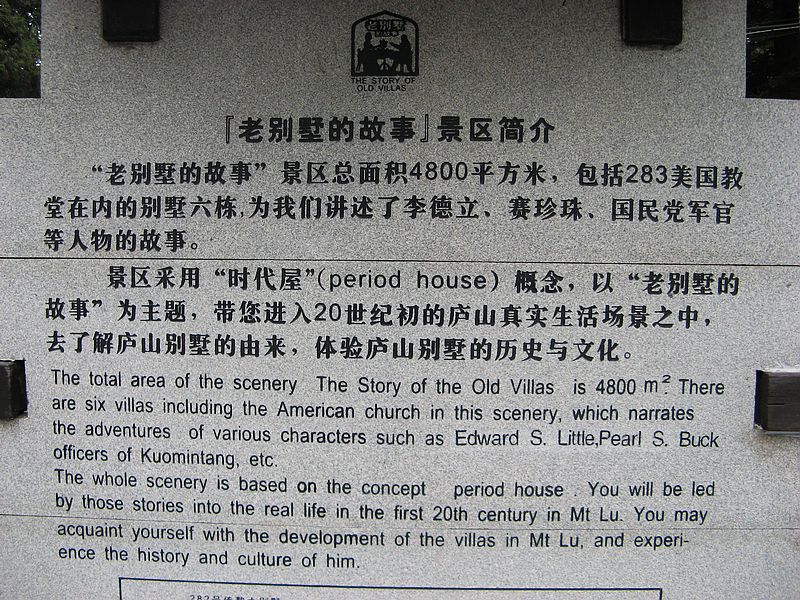 老别墅
THE STORY OF
OLD VILLAS
『老别墅的故事』景区简介
“老别墅的故事”景区总面积4800平方米，包括283美国教
堂在内的别墅六栋,为我们讲述了李德立、赛珍珠、国民党军官
等人物的故事。
景区采用“时代屋”(period house) 概念，以“老别墅的
故事”为主题，带您进入20世纪初的庐山真实生活场景之中，
去了解庐山别墅的由来，体验庐山别墅的历史与文化。
The total area of the scenery The Story of the Old Villas is 4800 m². There
are six villas including the American church in this scenery, which narrates
the adventures of various characters such as Edward S. Little,Pearl S. Buck
officers of Kuomintang, etc.
The whole scenery is based on the concept period house . You will be led
by those stories into the real life in the first 20th century in Mt Lu. You may
acquaint yourself with the development of the villas in Mt Lu, and experi-
ence the history and culture of him.